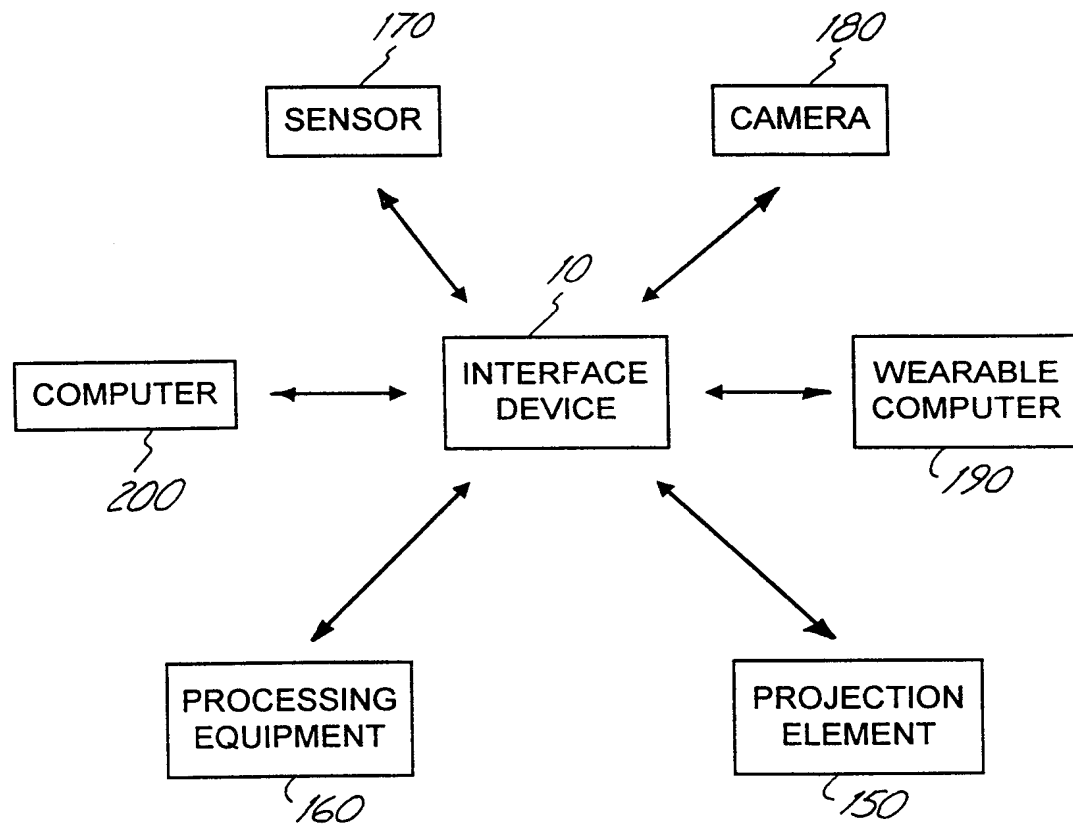 170
180
SENSOR
CAMERA
10
INTERFACE
DEVICE
COMPUTER
WEARABLE
COMPUTER
200
190
PROCESSING
EQUIPMENT
PROJECTION
ELEMENT
160
150